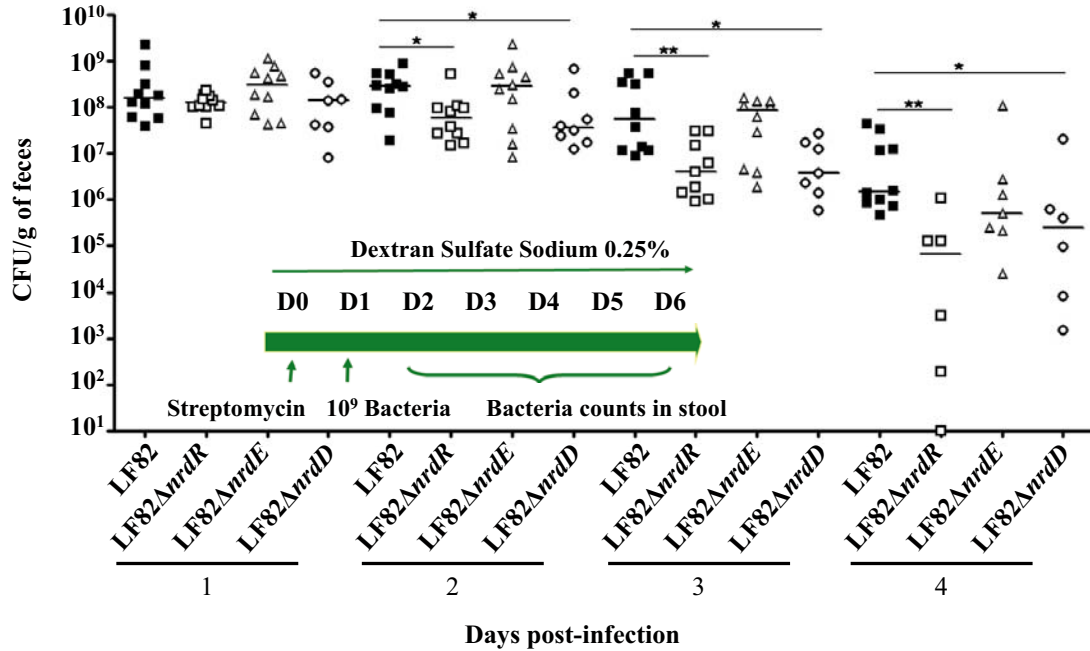 CFU/g of feces
10¹⁰
10⁹
10⁸
10⁷
10⁶
10⁵
10⁴
10³
10²
10¹
* * * ** * **
Dextran Sulfate Sodium 0.25%
D0 D1 D2 D3 D4 D5 D6
Streptomycin 10⁹ Bacteria Bacteria counts in stool
LF82 LF82ΔnrdR LF82ΔnrdE LF82ΔnrdD LF82 LF82ΔnrdR LF82ΔnrdE LF82ΔnrdD LF82 LF82ΔnrdR LF82ΔnrdE LF82ΔnrdD LF82 LF82ΔnrdR LF82ΔnrdE LF82ΔnrdD
1 2 3 4
Days post-infection